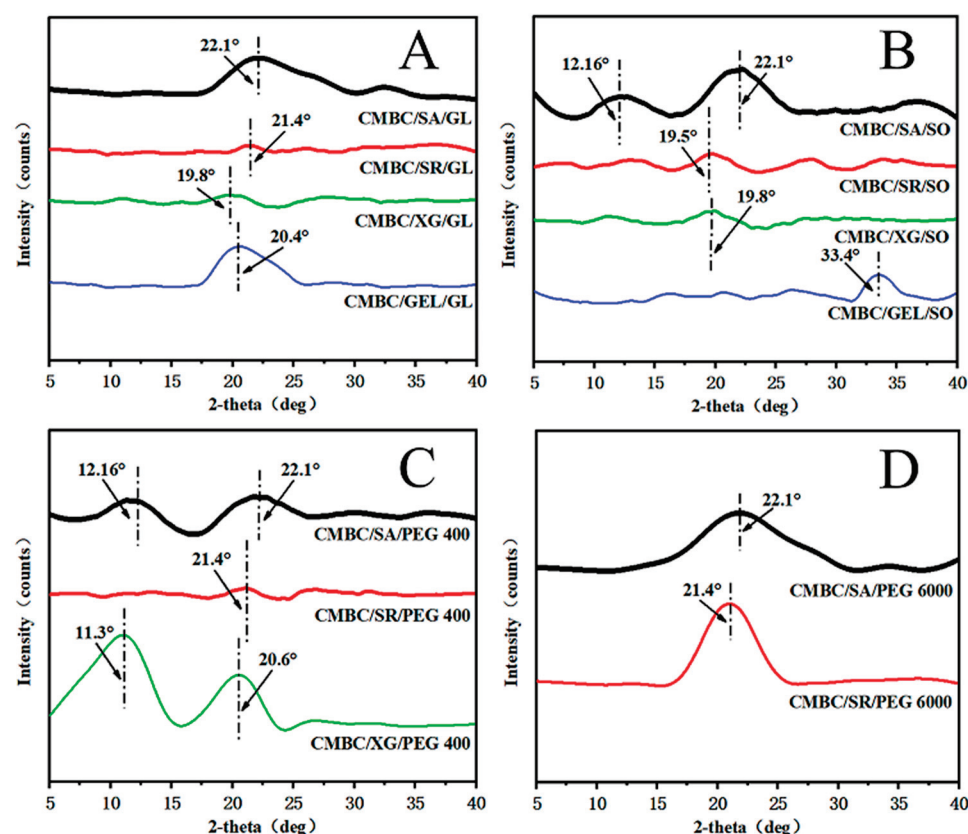 A
22.1°
CMBC/SA/GL
21.4°
CMBC/SR/GL
19.8°
CMBC/XG/GL
20.4°
CMBC/GEL/GL
Intensity（counts）
5 10 15 20 25 30 35 40
2-theta（deg）
B
12.16°
22.1°
CMBC/SA/SO
19.5°
CMBC/SR/SO
19.8°
CMBC/XG/SO
33.4°
CMBC/GEL/SO
Intensity（counts）
5 10 15 20 25 30 35 40
2-theta（deg）
C
12.16°
22.1°
CMBC/SA/PEG 400
21.4°
CMBC/SR/PEG 400
11.3°
20.6°
CMBC/XG/PEG 400
Intensity（counts）
5 10 15 20 25 30 35 40
2-theta（deg）
D
22.1°
CMBC/SA/PEG 6000
21.4°
CMBC/SR/PEG 6000
Intensity（counts）
5 10 15 20 25 30 35 40
2-theta（deg）